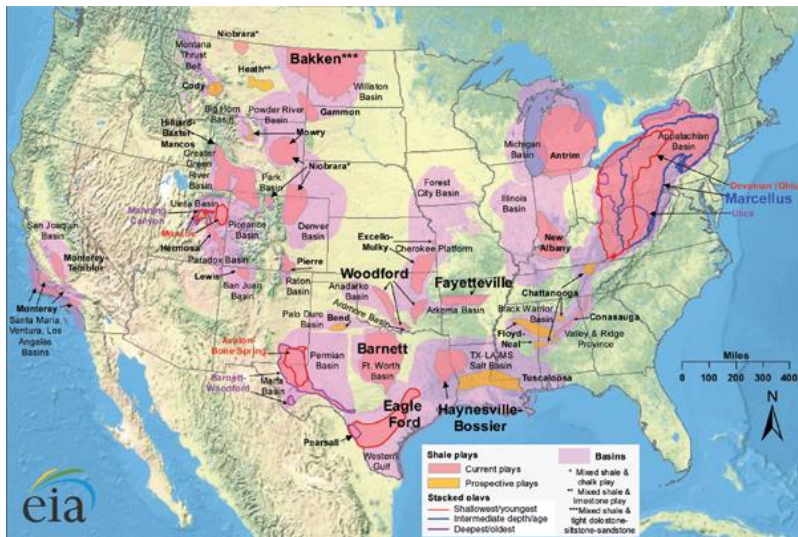 Niobrara*
Montana
Thrust
Belt
Bakken***
Heath**
Cody
Williston
Basin
Big Horn
Basin
Powder River
Basin
Gammon
Hilliard-
Baxter-
Mancos
Mowry
Greater
Green
River
Basin
Park
Basin
Niobrara*
Michigan
Basin
Antrim
Appalachian
Basin
Devonian (Ohio
Marcellus
Utica
Forest
City Basin
Illinois
Basin
Uinta Basin
Manning
Canyon
Piceance
Basin
Denver
Basin
Mancos
San Joaquin
Basin
Hermosa
Excello-
Mulky
Cherokee Platform
New
Albany
Monterey-
Temblor
Paradox Basin
Pierre
Woodford
Fayetteville
Lewis
San Juan
Basin
Raton
Basin
Anadarko
Basin
Chattanooga
Monterey
Santa Maria,
Ventura, Los
Angeles
Basins
Palo Duro
Basin
Bend
Ardmore Basin
Arkoma Basin
Black Warrior
Basin
Conasauga
Floyd-
Neal
Valley & Ridge
Province
Avalon-
Bone Spring
Permian
Basin
Barnett
Ft. Worth
Basin
TX-LA-MS
Salt Basin
Tuscaloosa
Barnett-
Woodford
Marfa
Basin
Eagle
Ford
Haynesville-
Bossier
Pearsall
Western
Gulf
Miles
0 100 200 300 400
N
eia
Shale plays
Current plays
Prospective plays
Stacked plays
Shallowest/youngest
Intermediate depth/age
Deepest/oldest
Basins
* Mixed shale &
chalk play
** Mixed shale &
limestone play
***Mixed shale &
tight dolostone-
siltstone-sandstone